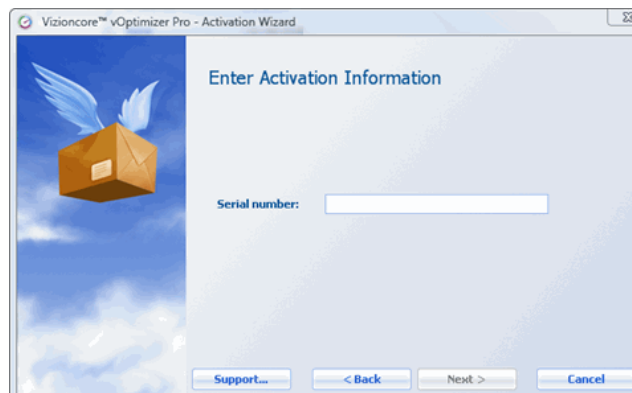 Vizioncore™ vOptimizer Pro - Activation Wizard
Enter Activation Information
Serial number:
Support... < Back Next > Cancel